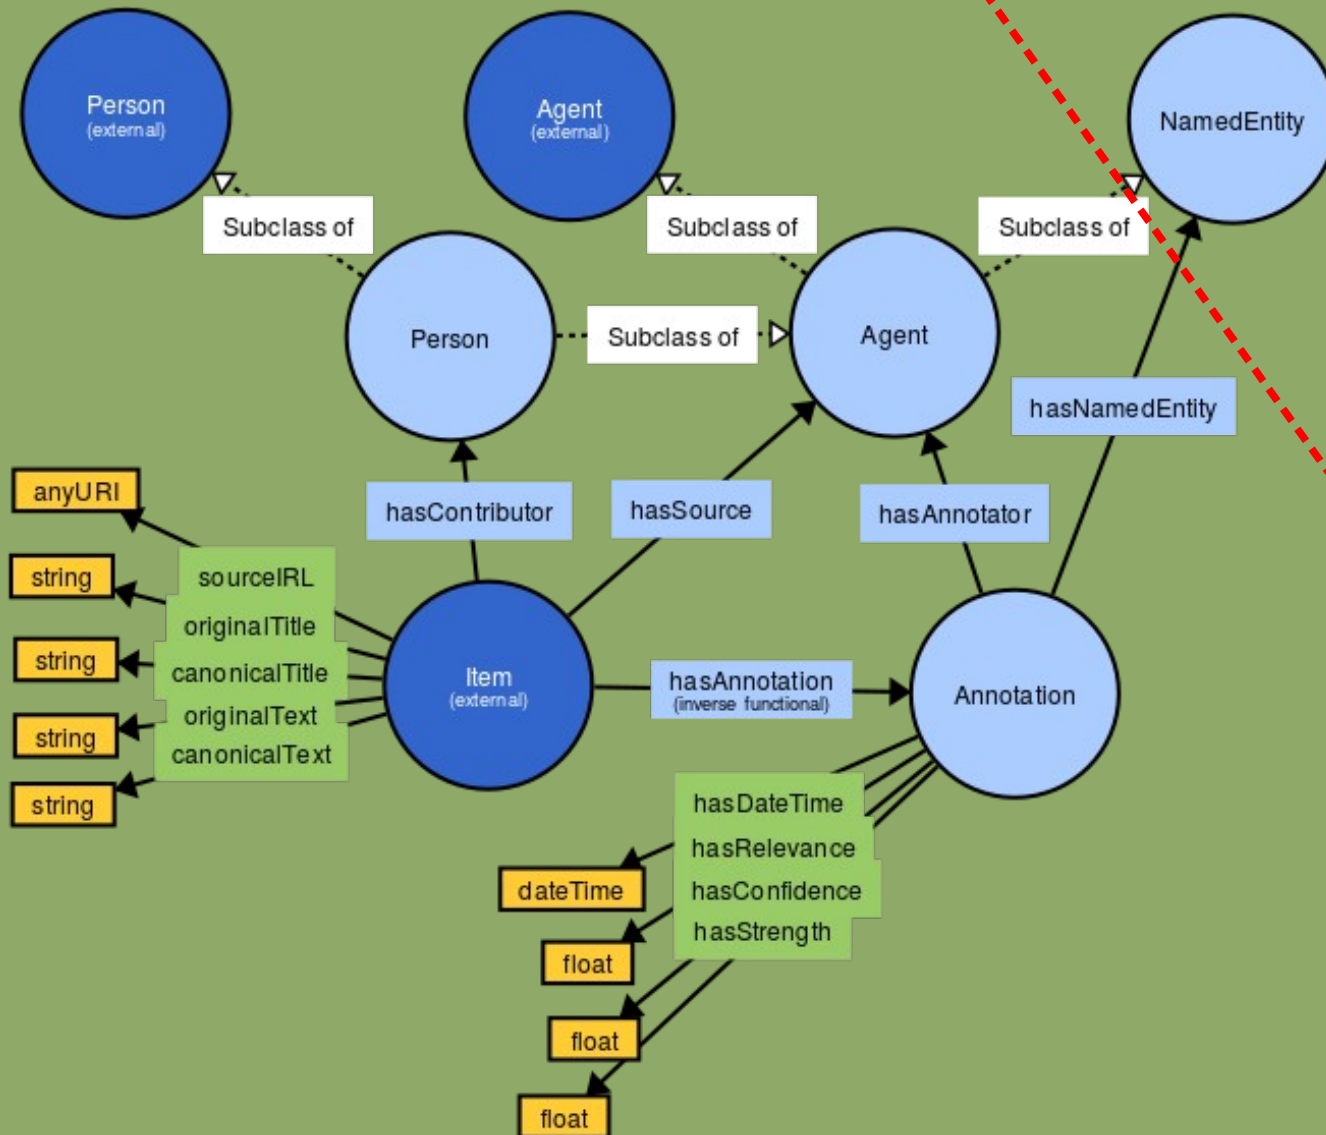 Person
(external)
Agent
(external)
NamedEntity
Subclass of
Subclass of
Subclass of
Person
Subclass of
Agent
hasNamedEntity
anyURI
hasContributor
hasSource
hasAnnotator
string
sourceIRL
originalTitle
string
canonicalTitle
Item
(external)
hasAnnotation
(inverse functional)
Annotation
originalText
string
canonicalText
string
hasDateTime
hasRelevance
dateTime
hasConfidence
hasStrength
float
float
float